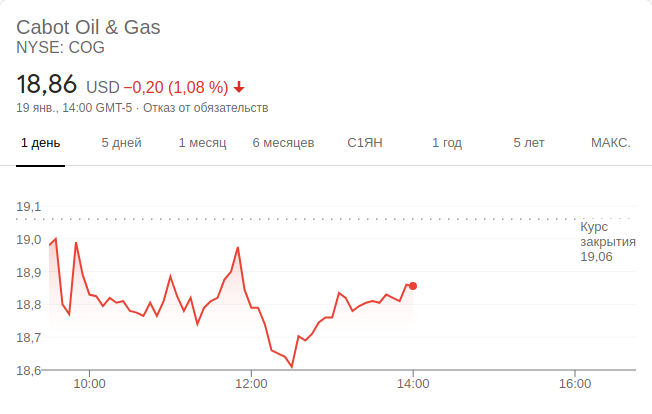 Cabot Oil & Gas
NYSE: COG
18,86 USD −0,20 (1,08 %)
19 янв., 14:00 GMT-5 · Отказ от обязательств
1 день 5 дней 1 месяц 6 месяцев С1ЯН 1 год 5 лет МАКС.
19,1
Курс
закрытия
19,06
19,0
18,9
18,8
18,7
18,6
10:00 12:00 14:00 16:00